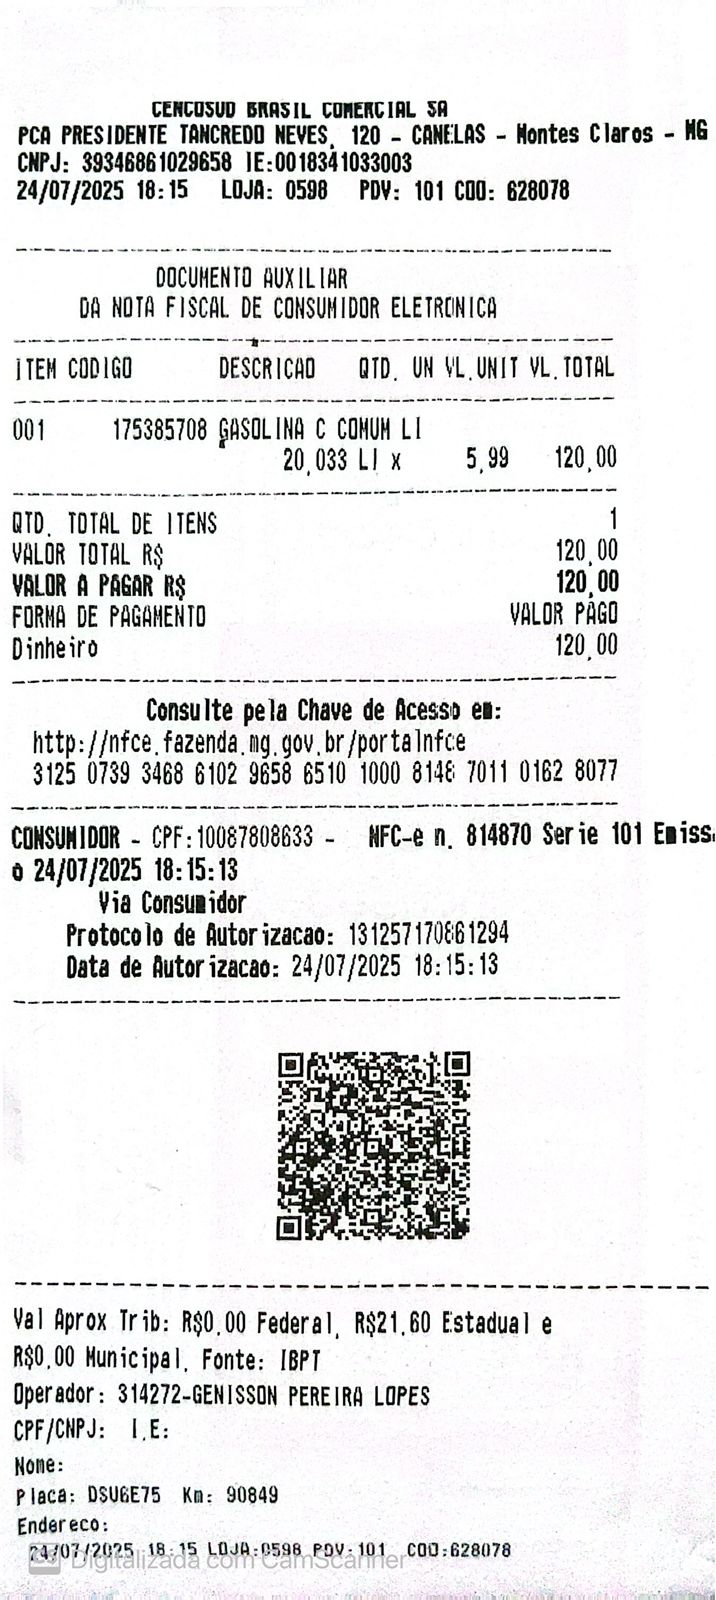 CENCOSUD BRASIL COMERCIAL SA
PCA PRESIDENTE TANCREDO NEVES, 120 - CANELAS - Montes Claros - MG
CNPJ: 39346861029658 IE:0018341033003
24/07/2025 18:15 LOJA: 0598 PDV: 101 COO: 628078
DOCUMENTO AUXILIAR
DA NOTA FISCAL DE CONSUMIDOR ELETRONICA
ITEM CODIGO DESCRICAO QTD. UN VL.UNIT VL.TOTAL
001 175385708 GASOLINA C COMUM LI
20,033 LI x 5,99 120,00
QTD. TOTAL DE ITENS 1
VALOR TOTAL R$ 120,00
VALOR A PAGAR R$ 120,00
FORMA DE PAGAMENTO VALOR PAGO
Dinheiro 120,00
Consulte pela Chave de Acesso em:
http://nfce.fazenda.mg.gov.br/portalnfce
3125 0739 3468 6102 9658 6510 1000 8148 7011 0162 8077
CONSUMIDOR - CPF:10087808633 - NFC-e n. 814870 Serie 101 Emiss
o 24/07/2025 18:15:13
Via Consumidor
Protocolo de Autorizacao: 131257170861294
Data de Autorizacao: 24/07/2025 18:15:13
Val Aprox Trib: R$0,00 Federal, R$21,60 Estadual e
R$0,00 Municipal, Fonte: IBPT
Operador: 314272-GENISSON PEREIRA LOPES
CPF/CNPJ: I.E:
Nome:
Placa: DSU6E75 Km: 90849
Endereco:
24/07/2025 18:15 LOJA:0598 PDV:101 COO:628078
Digitalizada com CamScanner